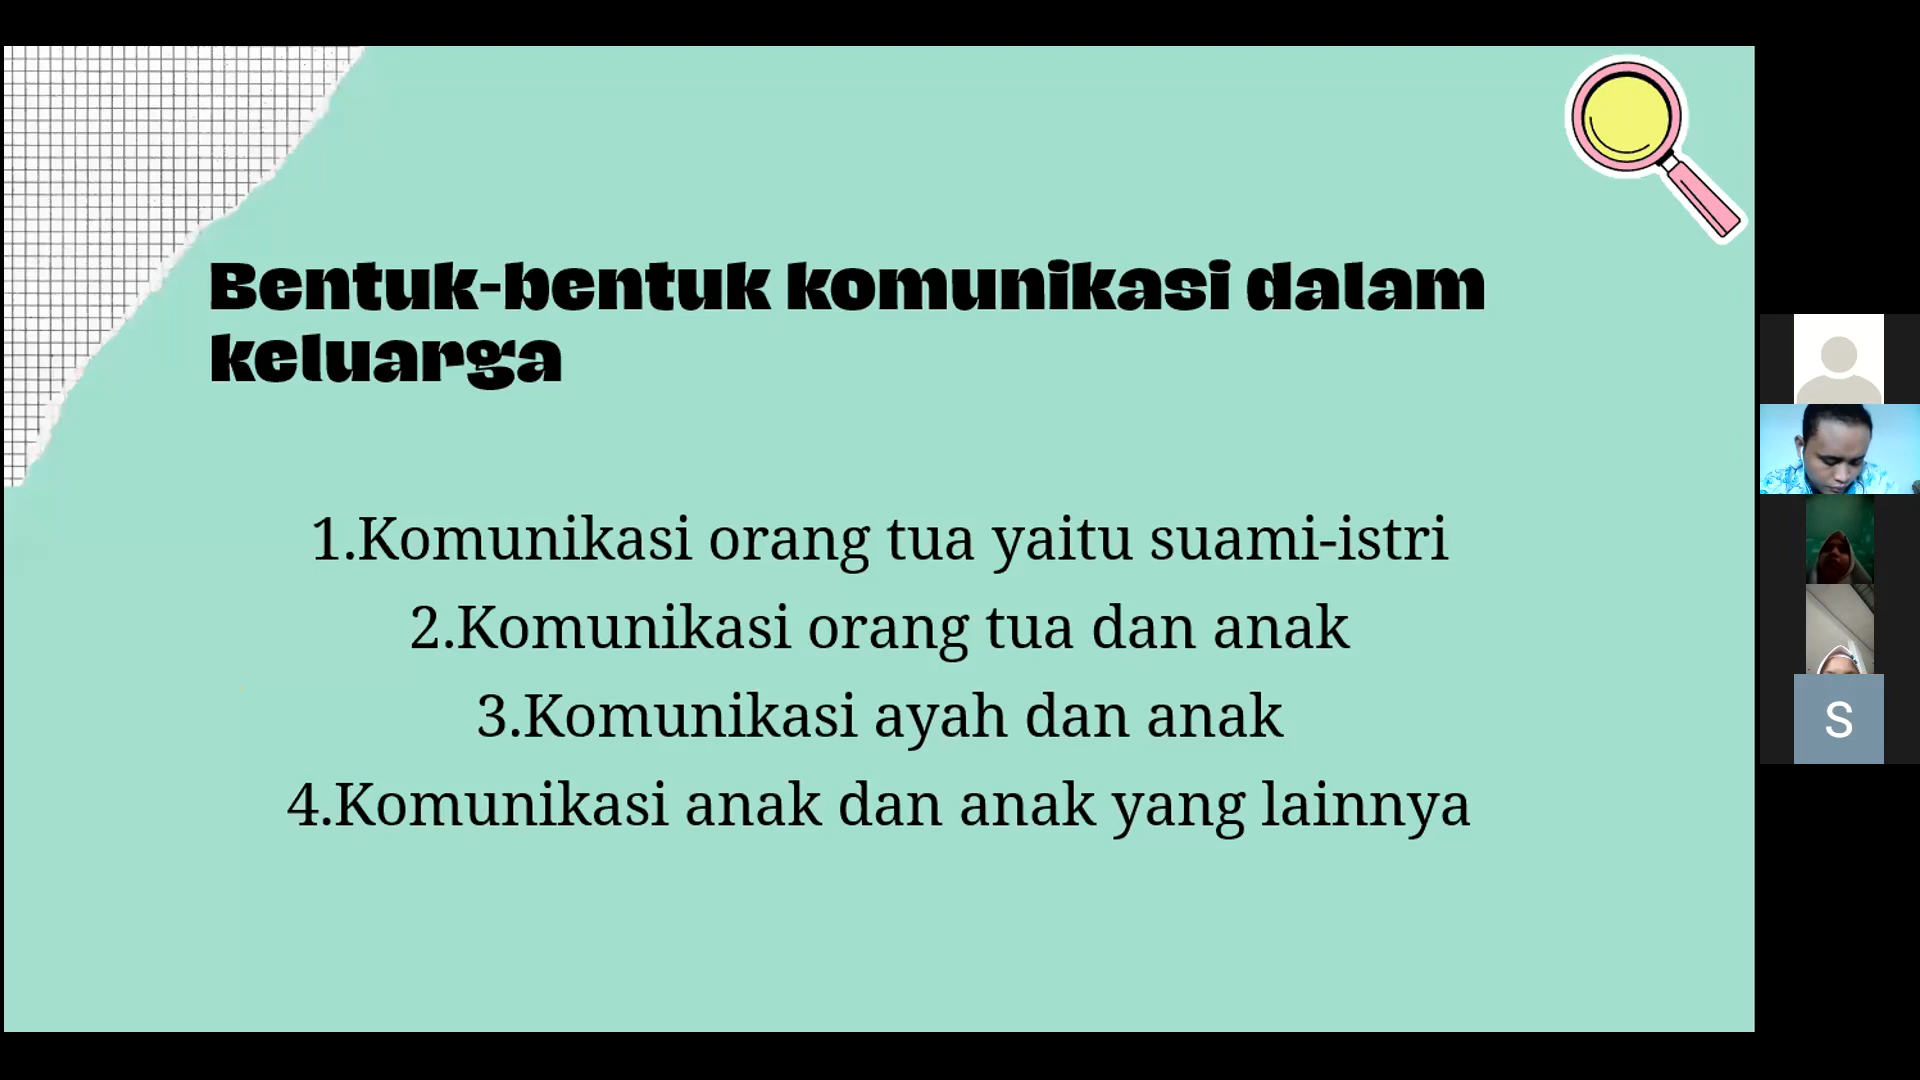 Bentuk-bentuk komunikasi dalam
keluarga
1.Komunikasi orang tua yaitu suami-istri
2.Komunikasi orang tua dan anak
3.Komunikasi ayah dan anak
4.Komunikasi anak dan anak yang lainnya
S